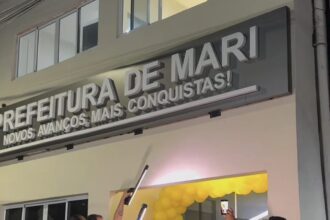 PREFEITURA DE MARI
NOVOS AVANÇOS, MAIS CONQUISTAS!